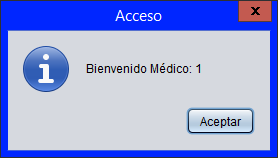 Acceso
x
Bienvenido Médico: 1
Aceptar